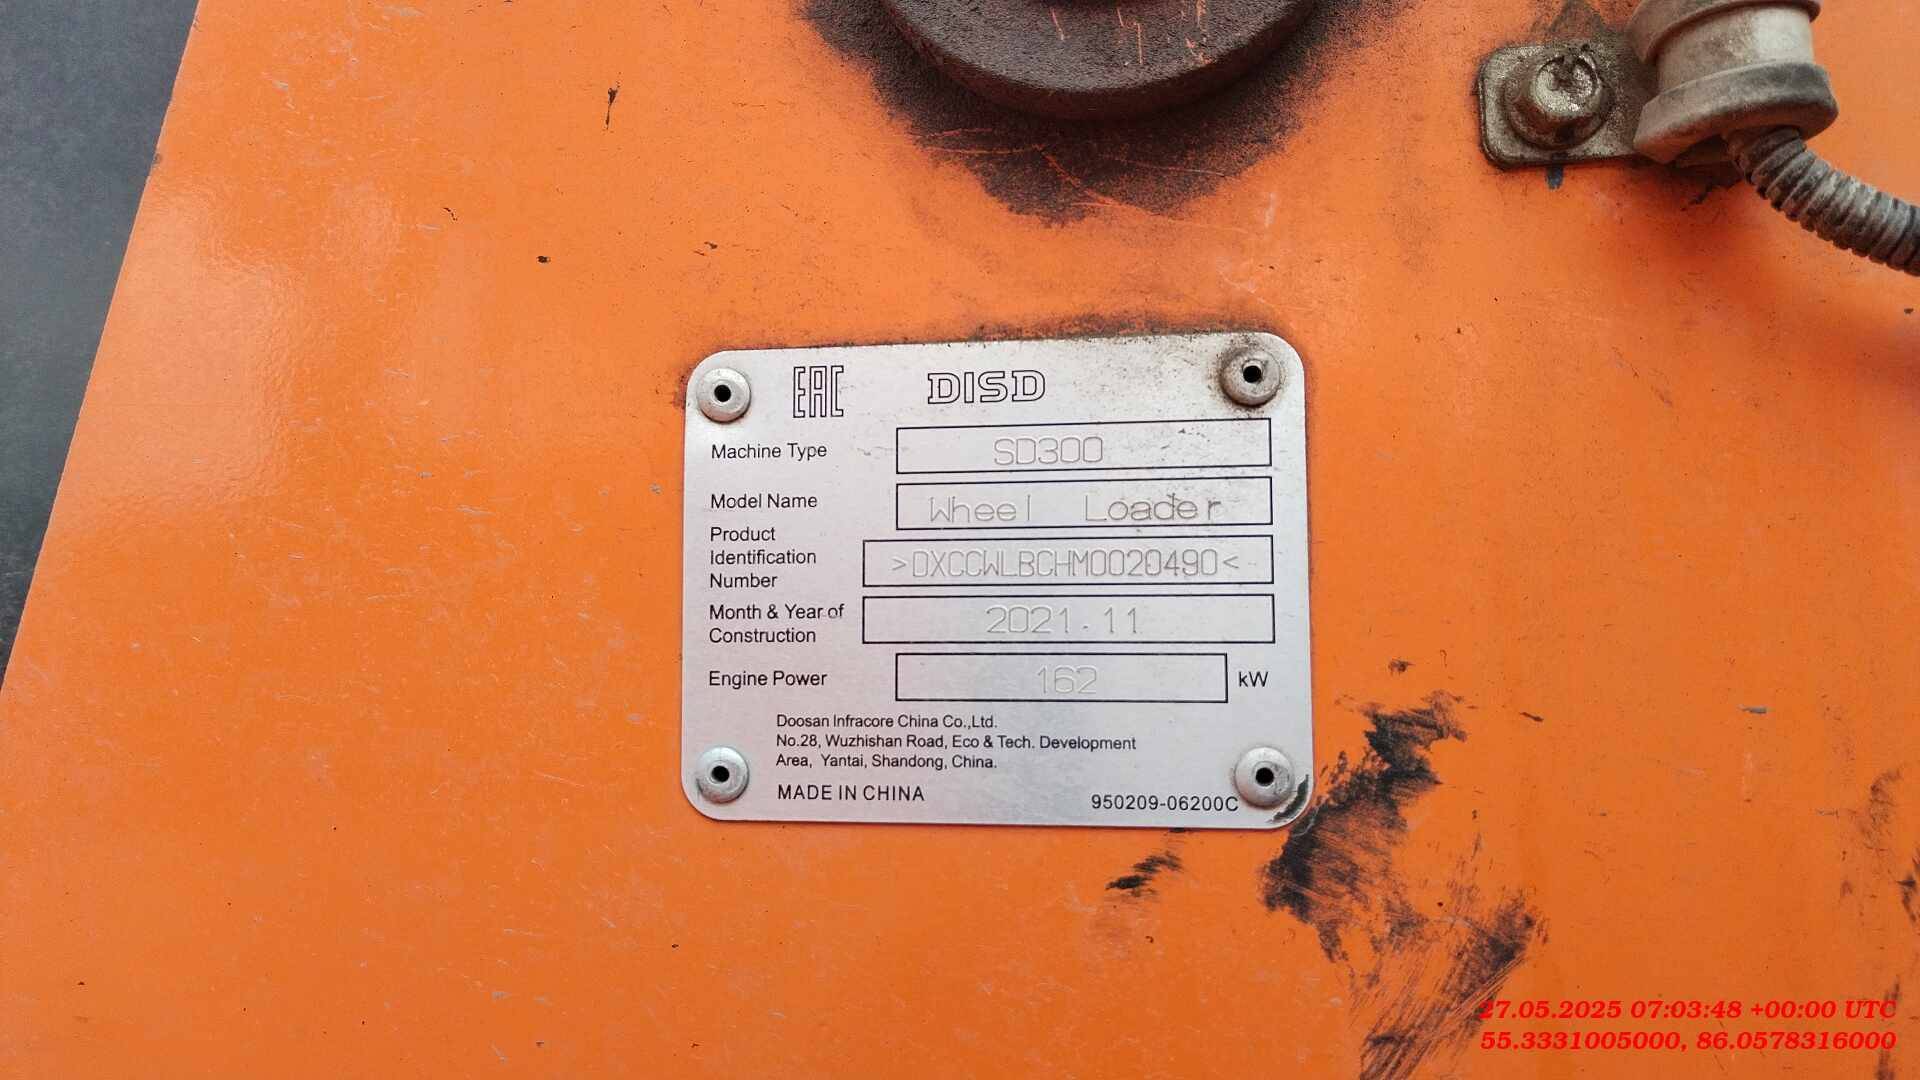 EAC DISD
Machine Type SD300
Model Name Wheel Loader
Product
Identification
Number >DXCCWLBCHM0020490<
Month & Year of
Construction 2021.11
Engine Power 162 kW
Doosan Infracore China Co.,Ltd.
No.28, Wuzhishan Road, Eco & Tech. Development
Area, Yantai, Shandong, China.
MADE IN CHINA
950209-06200C
27.05.2025 07:03:48 +00:00 UTC
55.3331005000, 86.0578316000